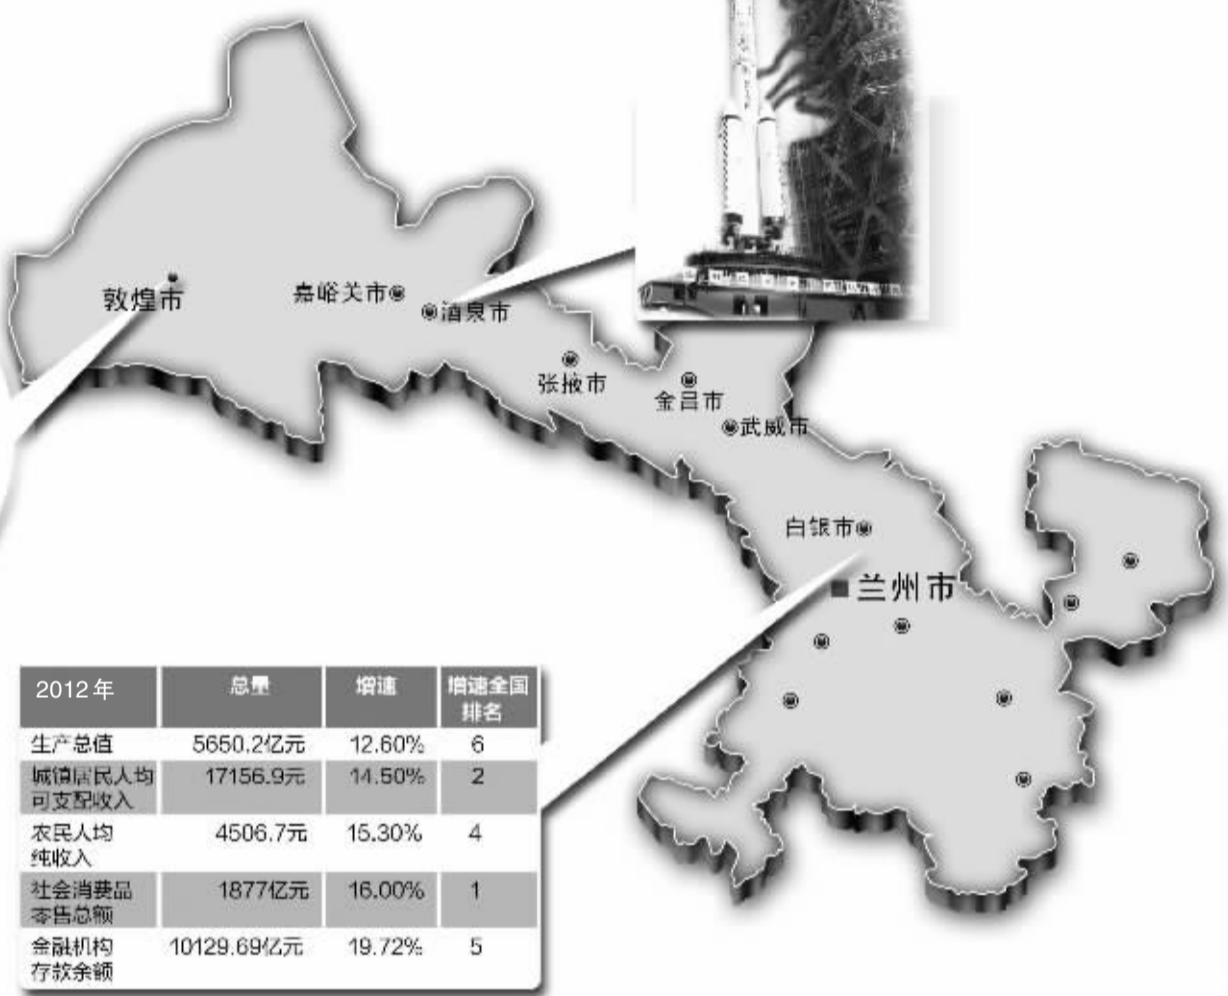 敦煌市
嘉峪关市
酒泉市
张掖市
金昌市
武威市
白银市
兰州市
2012年 总量 增速 增速全国
排名
生产总值 5650.2亿元 12.60% 6
城镇居民人均 17156.9元 14.50% 2
可支配收入
农民人均 4506.7元 15.30% 4
纯收入
社会消费品 1877亿元 16.00% 1
零售总额
金融机构 10129.69亿元 19.72% 5
存款余额